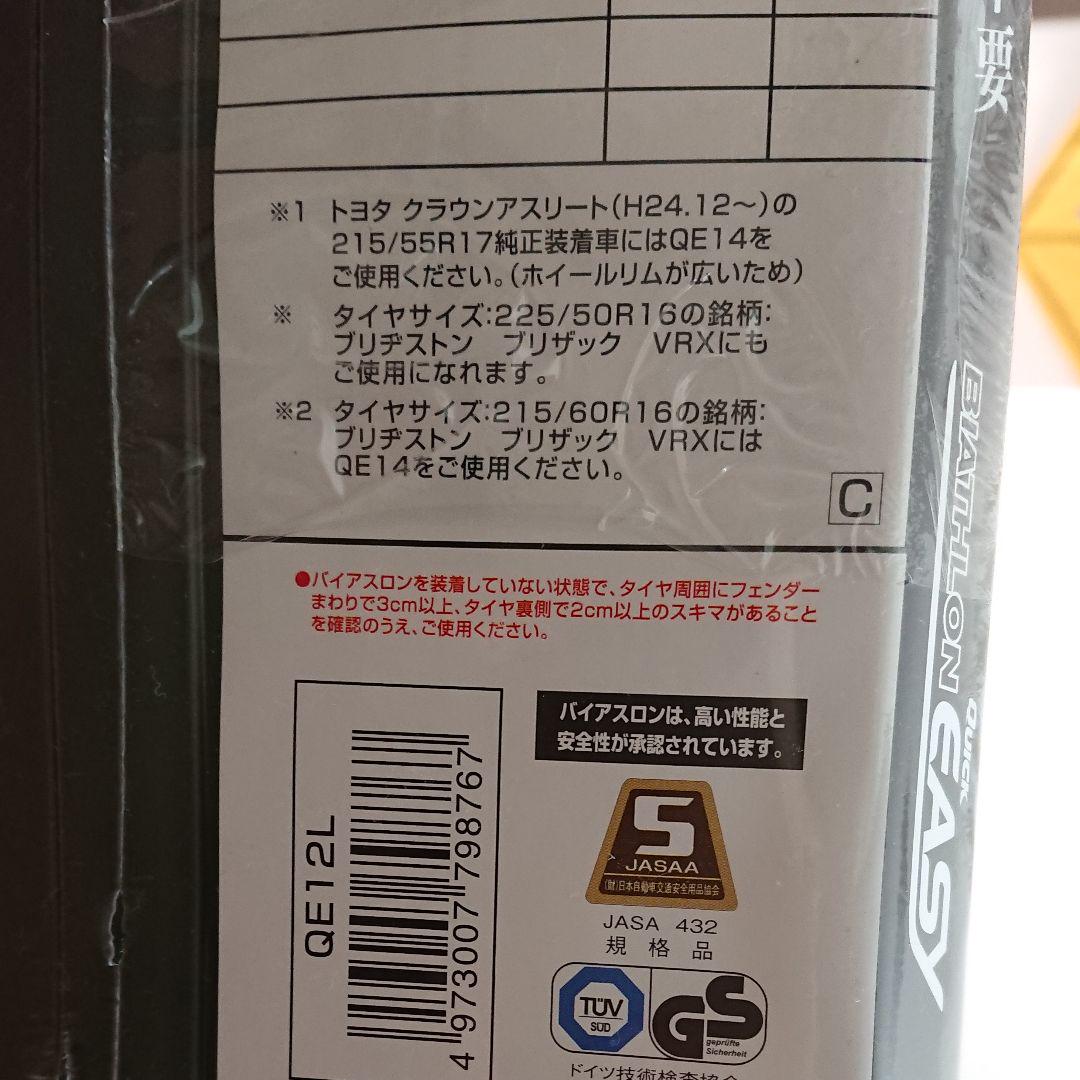 ※1 トヨタ クラウンアスリート(H24.12〜)の
215/55R17純正装着車にはQE14を
ご使用ください。(ホイールリムが広いため)
※ タイヤサイズ:225/50R16の銘柄:
ブリヂストン ブリザック VRXにも
ご使用になれます。
※2 タイヤサイズ:215/60R16の銘柄:
ブリヂストン ブリザック VRXには
QE14をご使用ください。
C
●バイアスロンを装着していない状態で、タイヤ周囲にフェンダー
まわりで3cm以上、タイヤ裏側で2cm以上のスキマがあること
を確認のうえ、ご使用ください。
QE12L
4 973007 798767
バイアスロンは、高い性能と
安全性が承認されています。
S
JASAA
(財)日本自動車交通安全用品協会
JASA 432
規格品
TÜV
SÜD
GS
geprüfte
Sicherheit
ドイツ技術検査協会
BIATHLON
QUICK
EASY